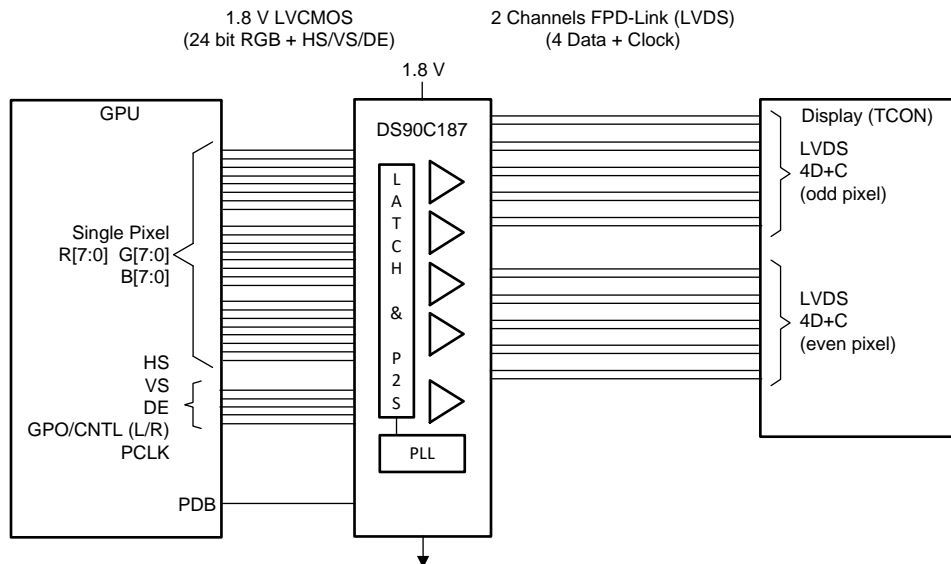 1.8 V LVCMOS
(24 bit RGB + HS/VS/DE)
2 Channels FPD-Link (LVDS)
(4 Data + Clock)
1.8 V
GPU
DS90C187
Display (TCON)
LVDS
4D+C
(odd pixel)
LATCH & P2S
Single Pixel
R[7:0] G[7:0]
B[7:0]
LVDS
4D+C
(even pixel)
HS
VS
DE
GPO/CNTL (L/R)
PCLK
PLL
PDB